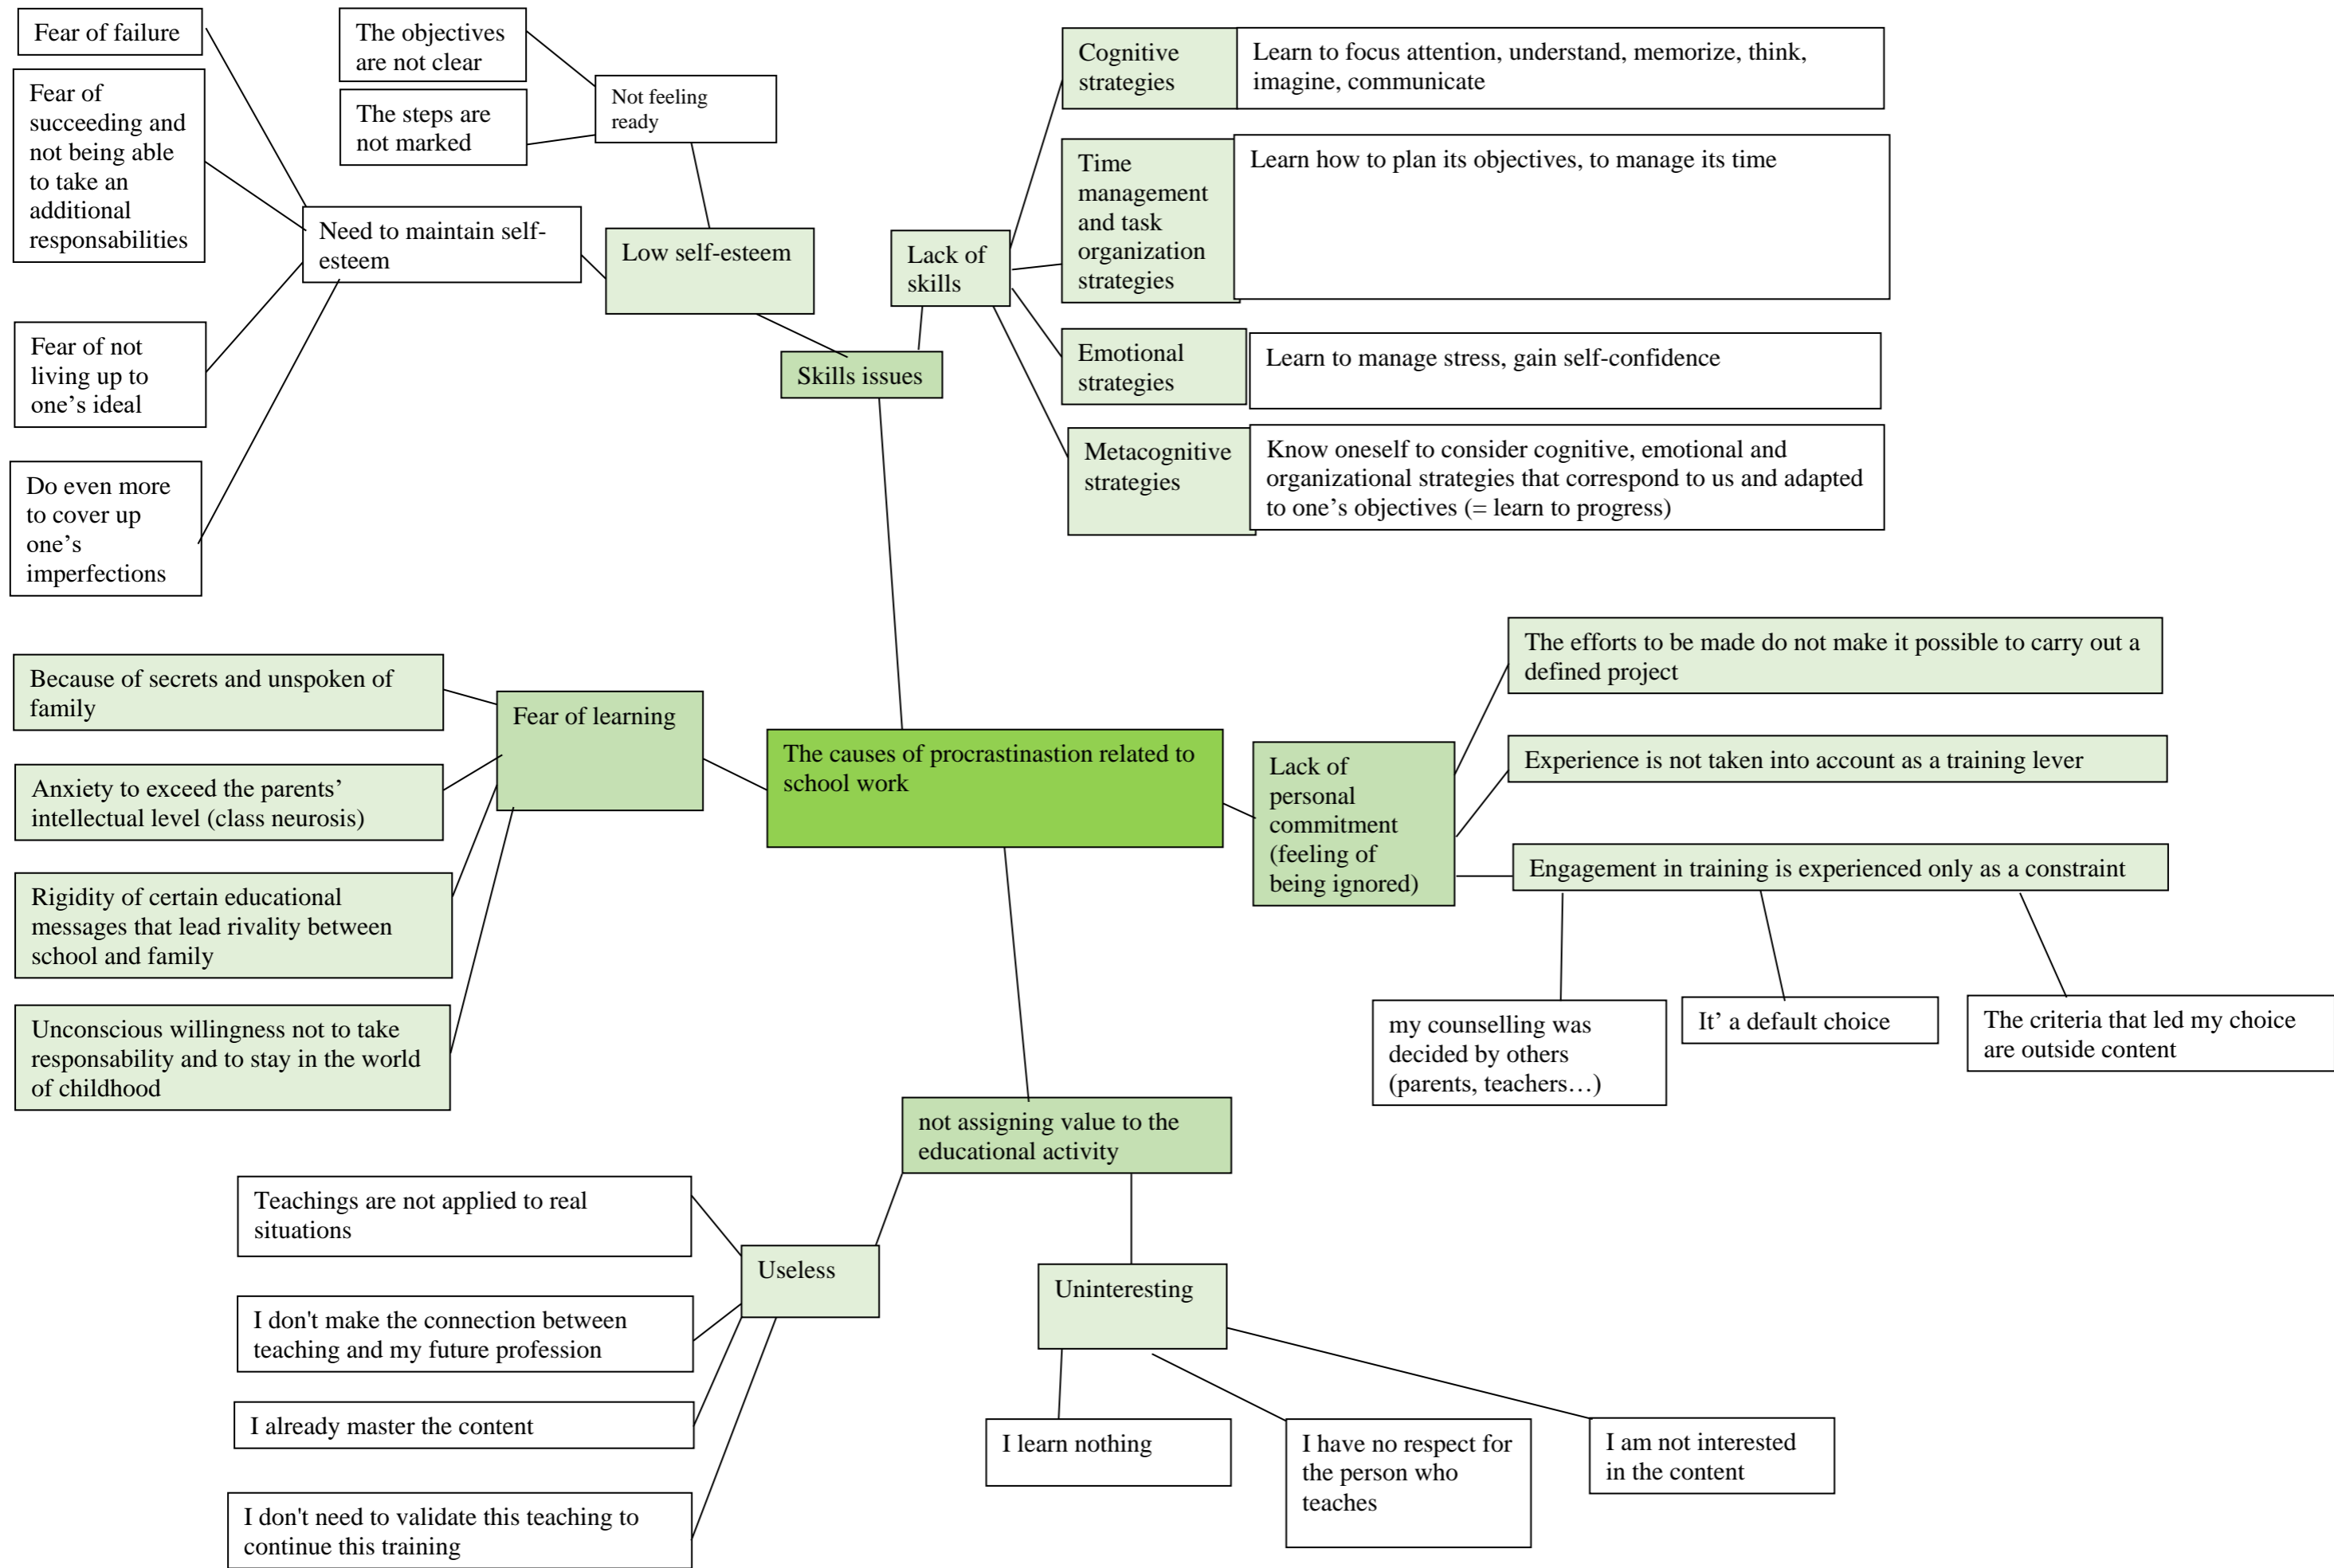 Fear of failure
Fear of
succeeding and
not being able
to take an
additional
responsabilities
Fear of not
living up to
one’s ideal
Do even more
to cover up
one’s
imperfections
The objectives
are not clear
The steps are
not marked
Not feeling
ready
Need to maintain self-
esteem
Low self-esteem
Skills issues
Lack of
skills
Cognitive
strategies
Learn to focus attention, understand, memorize, think,
imagine, communicate
Time
management
and task
organization
strategies
Learn how to plan its objectives, to manage its time
Emotional
strategies
Learn to manage stress, gain self-confidence
Metacognitive
strategies
Know oneself to consider cognitive, emotional and
organizational strategies that correspond to us and adapted
to one’s objectives (= learn to progress)
Because of secrets and unspoken of
family
Anxiety to exceed the parents’
intellectual level (class neurosis)
Rigidity of certain educational
messages that lead rivality between
school and family
Unconscious willingness not to take
responsability and to stay in the world
of childhood
Fear of learning
The causes of procrastinastion related to
school work
Lack of
personal
commitment
(feeling of
being ignored)
The efforts to be made do not make it possible to carry out a
defined project
Experience is not taken into account as a training lever
Engagement in training is experienced only as a constraint
my counselling was
decided by others
(parents, teachers…)
It’ a default choice
The criteria that led my choice
are outside content
not assigning value to the
educational activity
Teachings are not applied to real
situations
I don't make the connection between
teaching and my future profession
I already master the content
I don't need to validate this teaching to
continue this training
Useless
Uninteresting
I learn nothing
I have no respect for
the person who
teaches
I am not interested
in the content